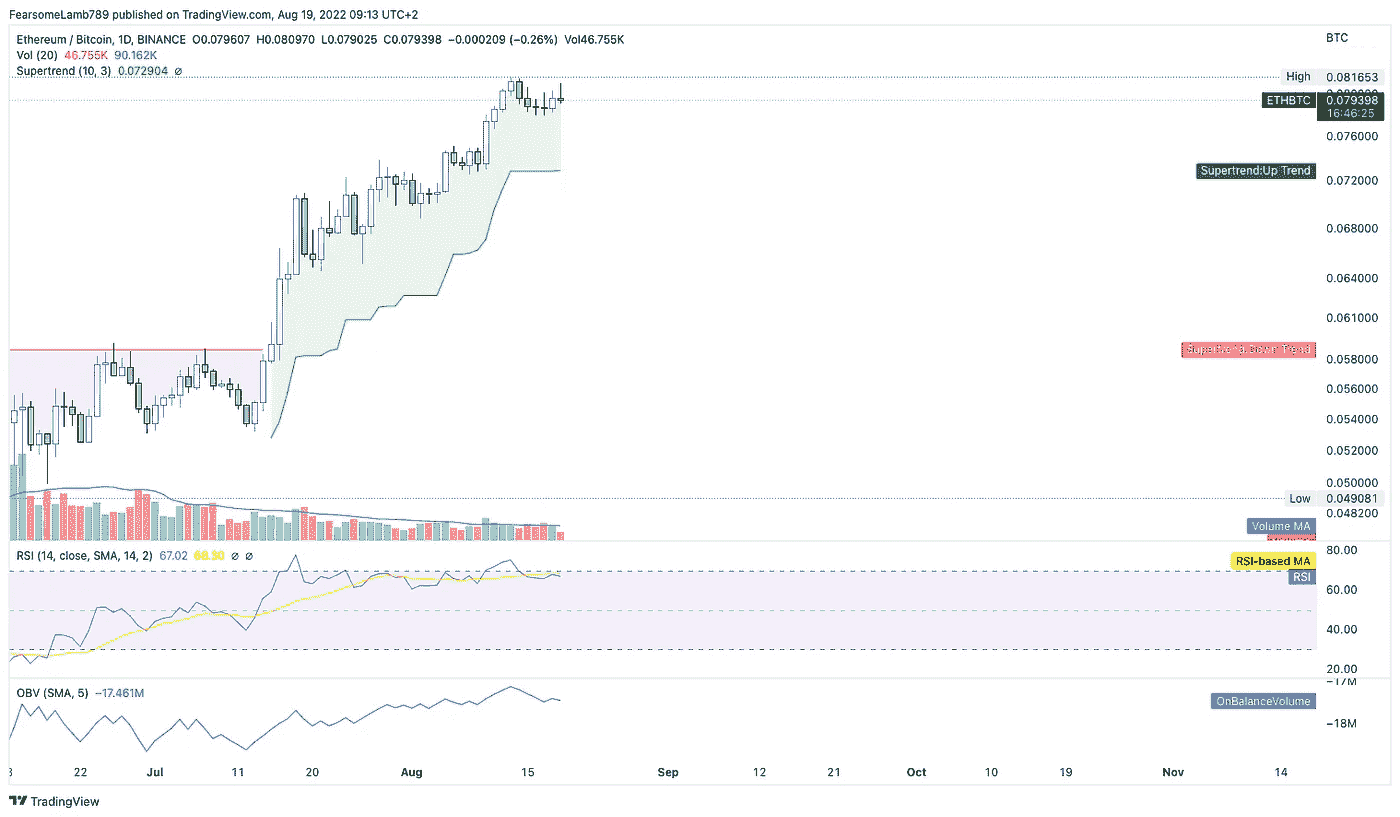 FearsomeLamb789 published on TradingView.com, Aug 19, 2022 09:13 UTC+2
Ethereum / Bitcoin, 1D, BINANCE O0.079607 H0.080970 L0.079025 C0.079398 −0.000209 (−0.26%) Vol46.755K
BTC
Vol (20) 46.755K 90.162K
Supertrend (10, 3) 0.072904 ∅
High 0.081653
ETHBTC 0.079398
16:46:25
0.076000
Supertrend:Up Trend
0.072000
0.068000
0.064000
0.061000
0.058000
0.056000
0.054000
0.052000
0.050000
Low 0.049081
0.048200
Volume MA
RSI (14, close, SMA, 14, 2) 67.02 68.30 ∅ ∅
80.00
RSI-based MA
RSI
60.00
40.00
20.00
−17M
OBV (SMA, 5) −17.461M
OnBalanceVolume
−18M
22 Jul 11 20 Aug 15 Sep 12 21 Oct 10 19 Nov 14
TradingView